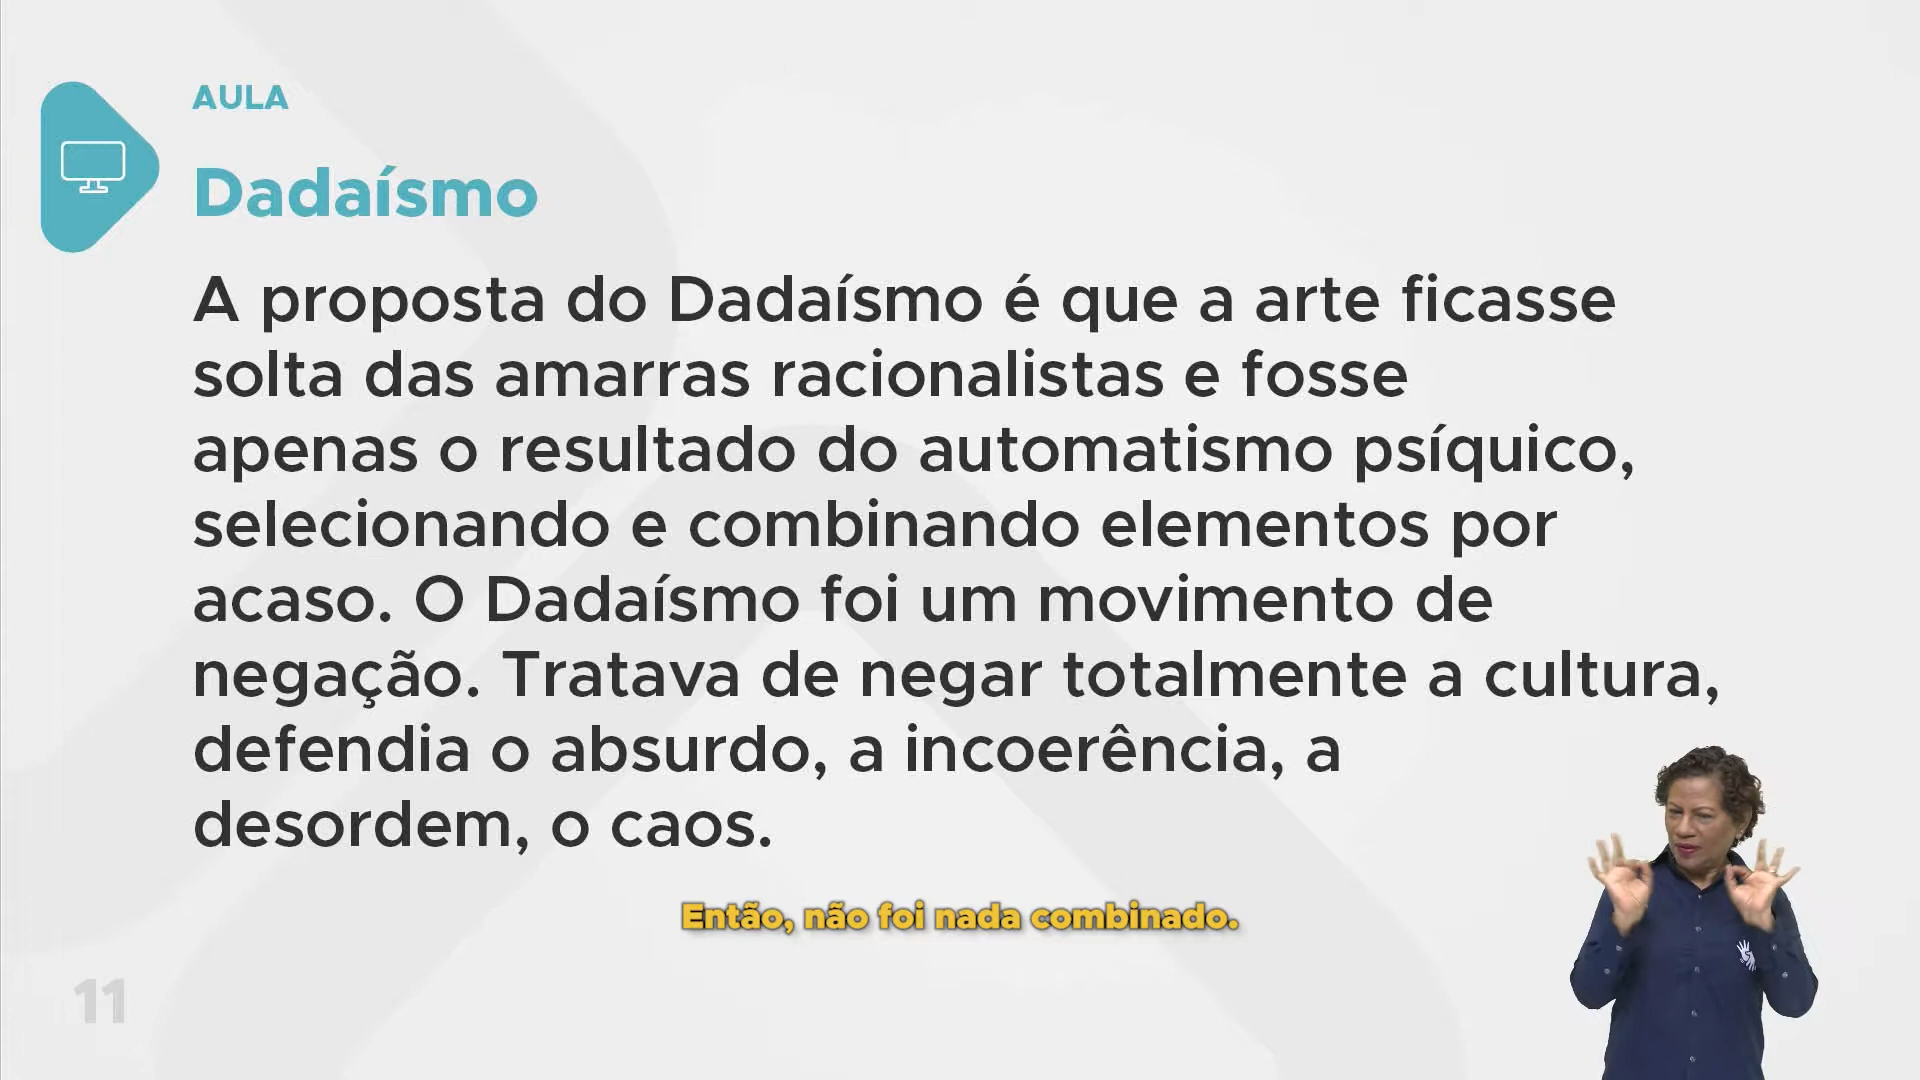 AULA
Dadaísmo
A proposta do Dadaísmo é que a arte ficasse
solta das amarras racionalistas e fosse
apenas o resultado do automatismo psíquico,
selecionando e combinando elementos por
acaso. O Dadaísmo foi um movimento de
negação. Tratava de negar totalmente a cultura,
defendia o absurdo, a incoerência, a
desordem, o caos.
Então, não foi nada combinado.
11